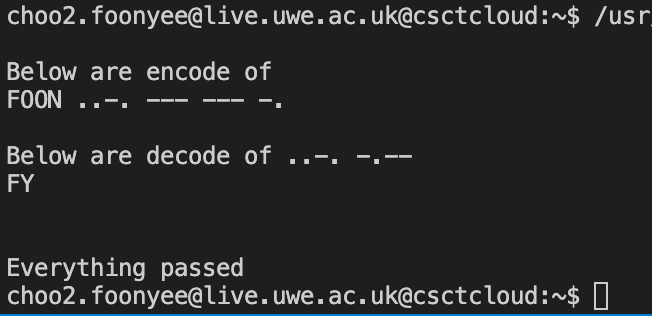 choo2.foonyee@live.uwe.ac.uk@csctcloud:~$ /usr
Below are encode of
FOON ..-. --- --- -.
Below are decode of ..-. -.--
FY
Everything passed
choo2.foonyee@live.uwe.ac.uk@csctcloud:~$